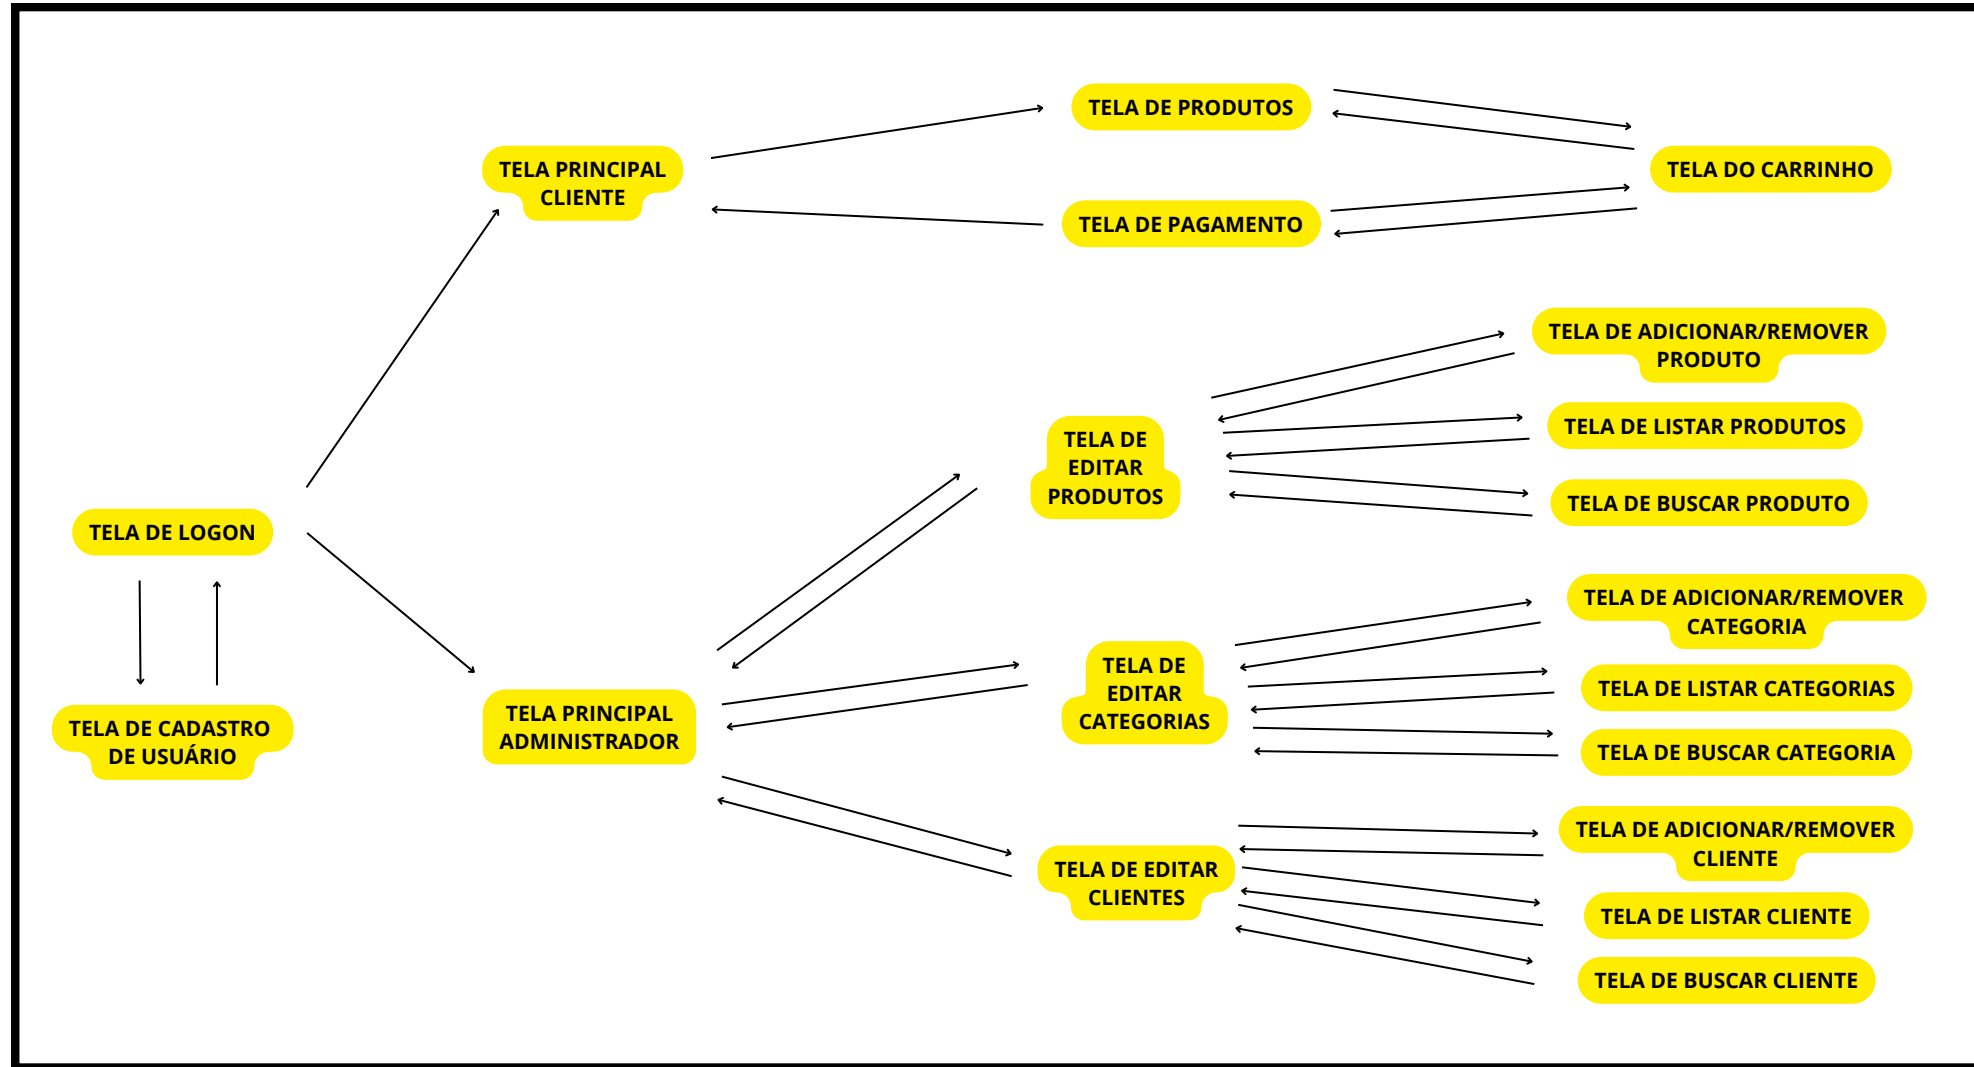 TELA DE LOGON
TELA DE CADASTRO
DE USUÁRIO
TELA PRINCIPAL
CLIENTE
TELA PRINCIPAL
ADMINISTRADOR
TELA DE PRODUTOS
TELA DE PAGAMENTO
TELA DO CARRINHO
TELA DE
EDITAR
PRODUTOS
TELA DE ADICIONAR/REMOVER
PRODUTO
TELA DE LISTAR PRODUTOS
TELA DE BUSCAR PRODUTO
TELA DE
EDITAR
CATEGORIAS
TELA DE ADICIONAR/REMOVER
CATEGORIA
TELA DE LISTAR CATEGORIAS
TELA DE BUSCAR CATEGORIA
TELA DE EDITAR
CLIENTES
TELA DE ADICIONAR/REMOVER
CLIENTE
TELA DE LISTAR CLIENTE
TELA DE BUSCAR CLIENTE